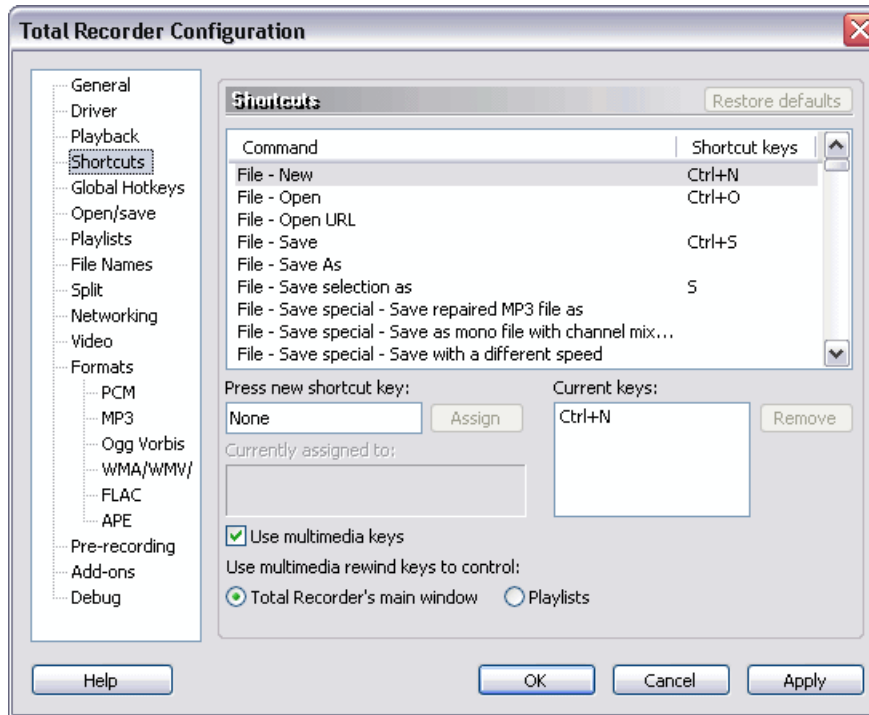 Total Recorder Configuration
General
Driver
Playback
Shortcuts
Global Hotkeys
Open/save
Playlists
File Names
Split
Networking
Video
Formats
PCM
MP3
Ogg Vorbis
WMA/WMV/
FLAC
APE
Pre-recording
Add-ons
Debug
Shortcuts
Restore defaults
Command Shortcut keys
File - New Ctrl+N
File - Open Ctrl+O
File - Open URL
File - Save Ctrl+S
File - Save As
File - Save selection as S
File - Save special - Save repaired MP3 file as
File - Save special - Save as mono file with channel mix...
File - Save special - Save with a different speed
Press new shortcut key: Current keys:
None Assign Ctrl+N Remove
Currently assigned to:
Use multimedia keys
Use multimedia rewind keys to control:
Total Recorder's main window Playlists
Help OK Cancel Apply